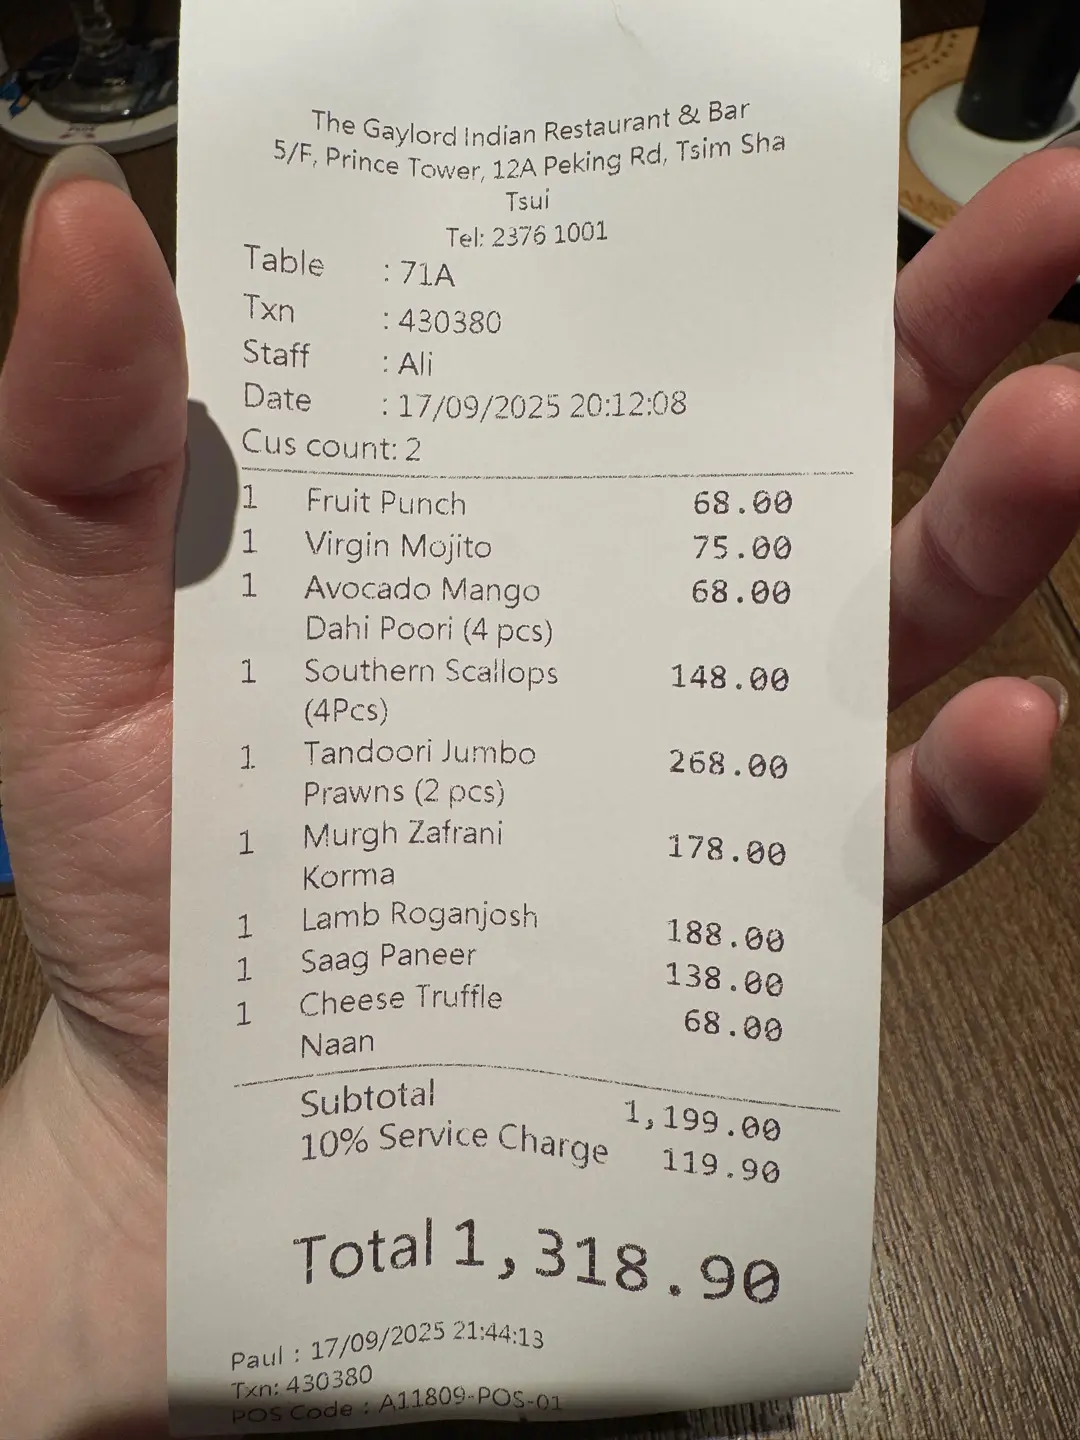 The Gaylord Indian Restaurant & Bar
5/F, Prince Tower, 12A Peking Rd, Tsim Sha
Tsui
Tel: 2376 1001
Table : 71A
Txn : 430380
Staff : Ali
Date : 17/09/2025 20:12:08
Cus count: 2
1 Fruit Punch 68.00
1 Virgin Mojito 75.00
1 Avocado Mango 68.00
Dahi Poori (4 pcs)
1 Southern Scallops 148.00
(4Pcs)
1 Tandoori Jumbo 268.00
Prawns (2 pcs)
1 Murgh Zafrani 178.00
Korma
1 Lamb Roganjosh 188.00
1 Saag Paneer 138.00
1 Cheese Truffle 68.00
Naan
Subtotal 1,199.00
10% Service Charge 119.90
Total 1,318.90
Paul : 17/09/2025 21:44:13
Txn: 430380
POS Code : A11809-POS-01